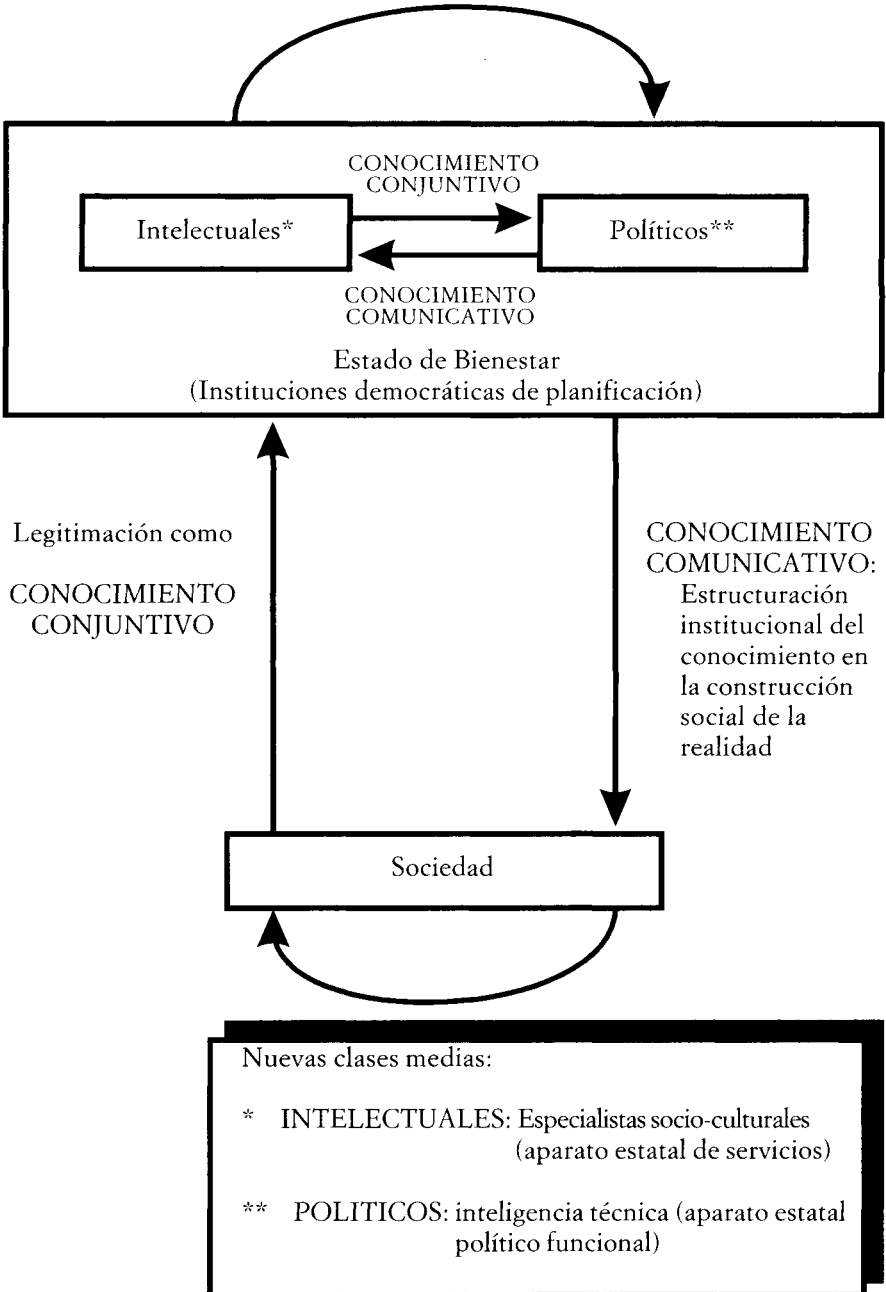 CONOCIMIENTO
CONJUNTIVO
Intelectuales*
Políticos**
CONOCIMIENTO
COMUNICATIVO
Estado de Bienestar
(Instituciones democráticas de planificación)
Legitimación como
CONOCIMIENTO
CONJUNTIVO
CONOCIMIENTO
COMUNICATIVO:
Estructuración
institucional del
conocimiento en
la construcción
social de la
realidad
Sociedad
Nuevas clases medias:
* INTELECTUALES: Especialistas socio-culturales
(aparato estatal de servicios)
** POLITICOS: inteligencia técnica (aparato estatal
político funcional)